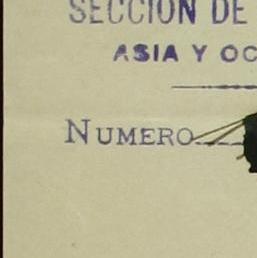 SECCION DE
ASIA Y OC
NUMERO